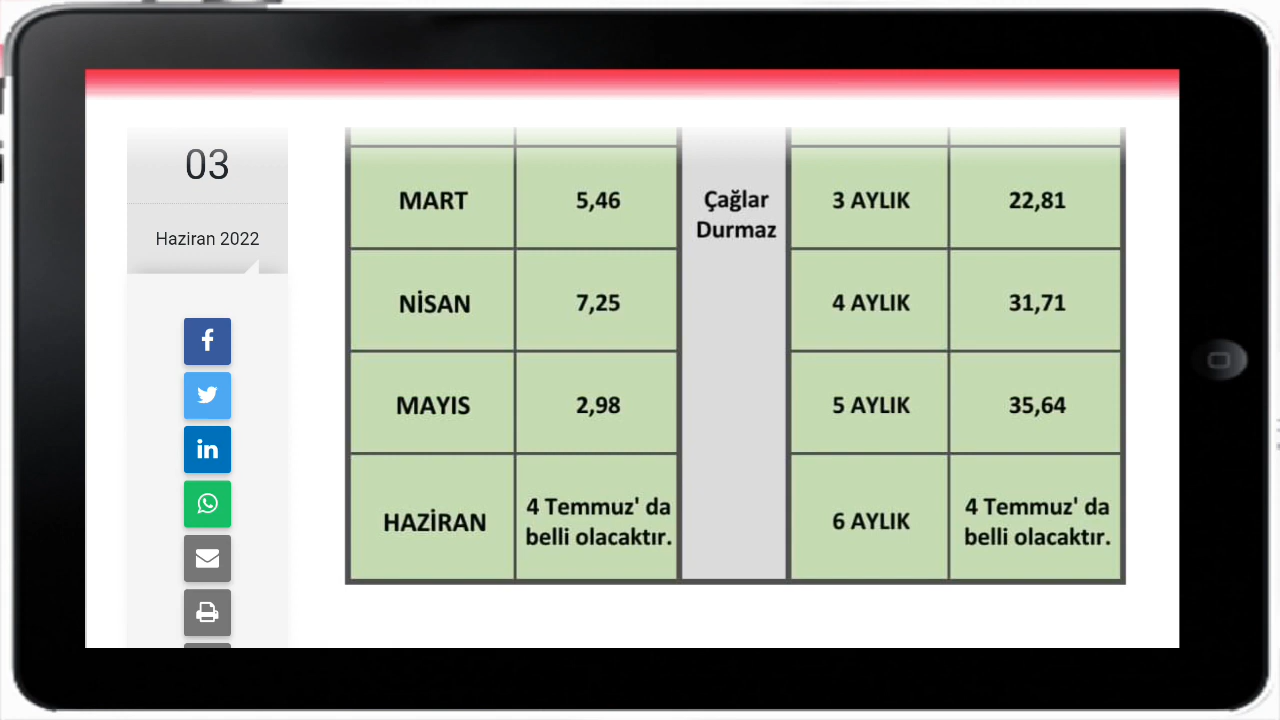 03
Haziran 2022
MART 5,46 Çağlar Durmaz 3 AYLIK 22,81
NİSAN 7,25 4 AYLIK 31,71
MAYIS 2,98 5 AYLIK 35,64
HAZİRAN 4 Temmuz' da belli olacaktır. 6 AYLIK 4 Temmuz' da belli olacaktır.